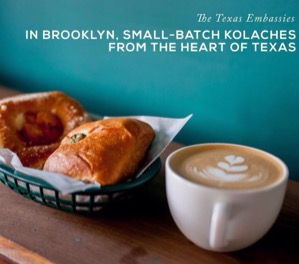 The Texas Embassies
IN BROOKLYN, SMALL-BATCH KOLACHES
FROM THE HEART OF TEXAS